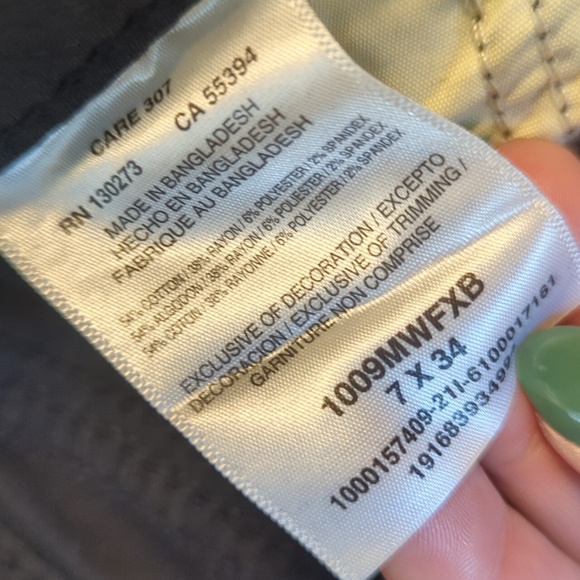 CARE 307
RN 130273 CA 55394
MADE IN BANGLADESH
HECHO EN BANGLADESH
FABRIQUE AU BANGLADESH
54% COTTON / 38% RAYON / 6% POLYESTER / 2% SPANDEX
54% ALGODON / 38% RAYON / 6% POLIESTER / 2% SPANDEX
54% COTON / 38% RAYONNE / 6% POLYESTER / 2% SPANDEX
EXCLUSIVE OF DECORATION / EXCEPTO
DECORACION / EXCLUSIVE OF TRIMMING /
GARNITURE NON COMPRISE
1009MWFXB
7 X 34
1000157409-21I-6100017161
191683934